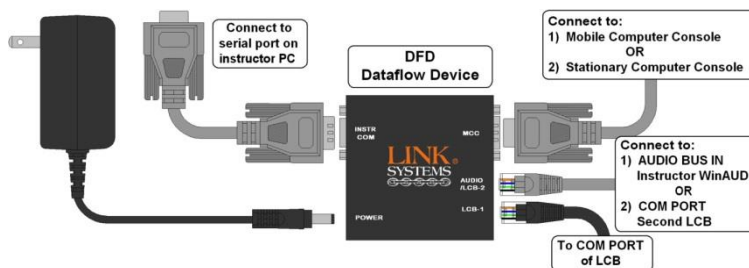 Connect to
serial port on
instructor PC
DFD
Dataflow Device
Connect to:
1) Mobile Computer Console
OR
2) Stationary Computer Console
INSTR
COM
MCC
LINK®
SYSTEMS
AUDIO
/LCB-2
LCB-1
POWER
Connect to:
1) AUDIO BUS IN
Instructor WinAUD
OR
2) COM PORT
Second LCB
To COM PORT
of LCB